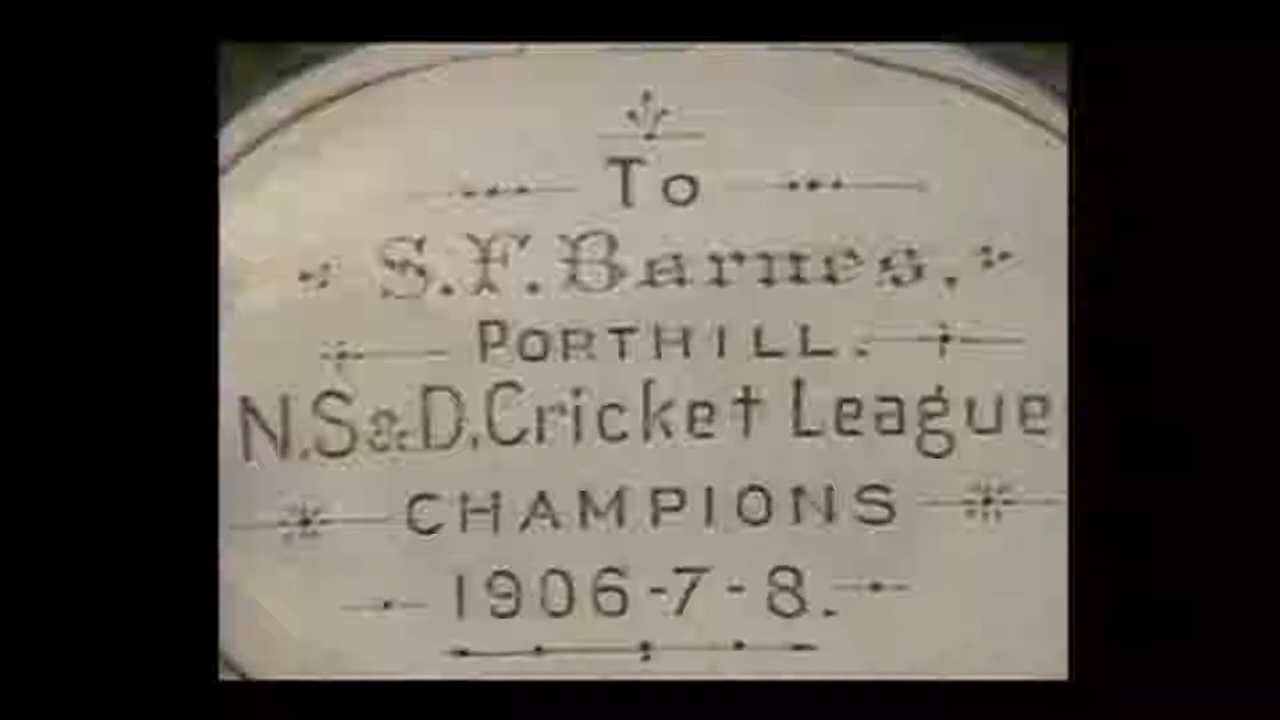 To
S.F. Barnes.
PORTHILL.
N.S&D. Cricket League
CHAMPIONS
1906-7-8.